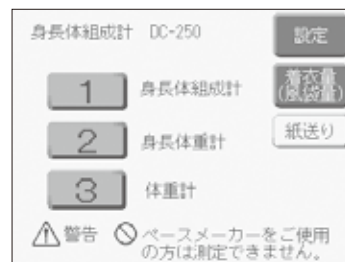 身長体組成計 DC-250
設定
1 身長体組成計
着衣量
(風袋量)
2 身長体重計
紙送り
3 体重計
警告 ペースメーカーをご使用
の方は測定できません。